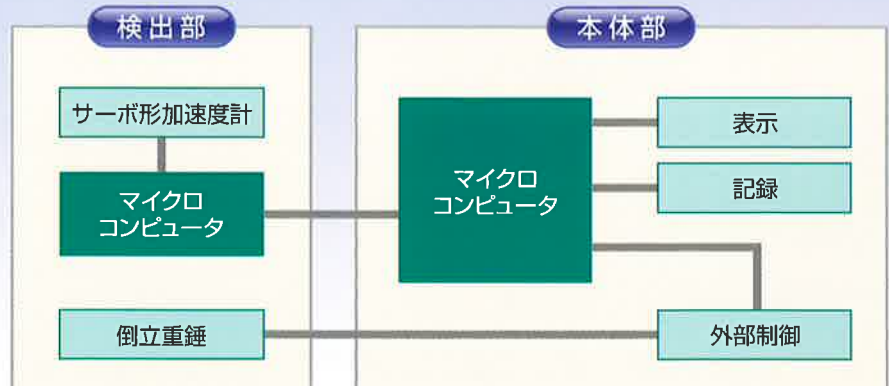 検出部
サーボ形加速度計
マイクロ
コンピュータ
倒立重錘
本体部
マイクロ
コンピュータ
表示
記録
外部制御